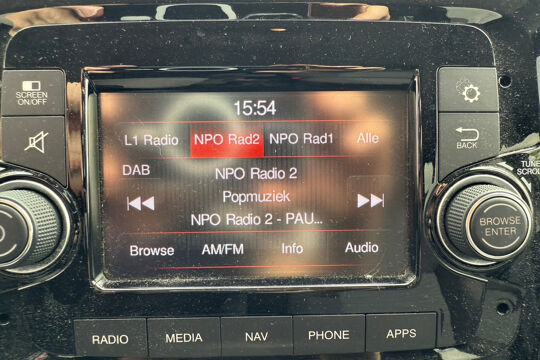 SCREEN
ON/OFF
15:54
L1 Radio NPO Rad2 NPO Rad1 Alle
BACK
DAB
NPO Radio 2
Popmuziek
NPO Radio 2 - PAU...
TUNE
SCROLL
BROWSE
ENTER
Browse AM/FM Info Audio
RADIO MEDIA NAV PHONE APPS